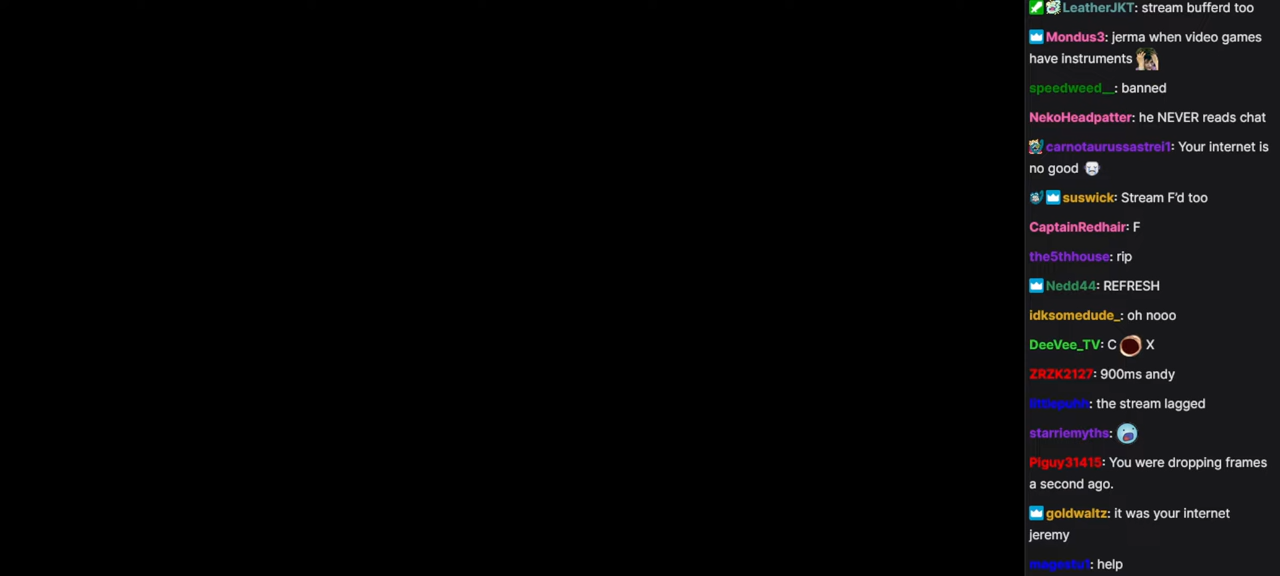 LeatherJKT: stream bufferd too
Mondus3: jerma when video games
have instruments
speedweed__: banned
NekoHeadpatter: he NEVER reads chat
carnotaurussastrei1: Your internet is
no good
suswick: Stream F'd too
CaptainRedhair: F
the5thhouse: rip
Nedd44: REFRESH
idksomedude_: oh nooo
DeeVee_TV: C X
ZRZK2127: 900ms andy
littlepuhh: the stream lagged
starriemyths:
Piguy31415: You were dropping frames
a second ago.
goldwaltz: it was your internet
jeremy
: help